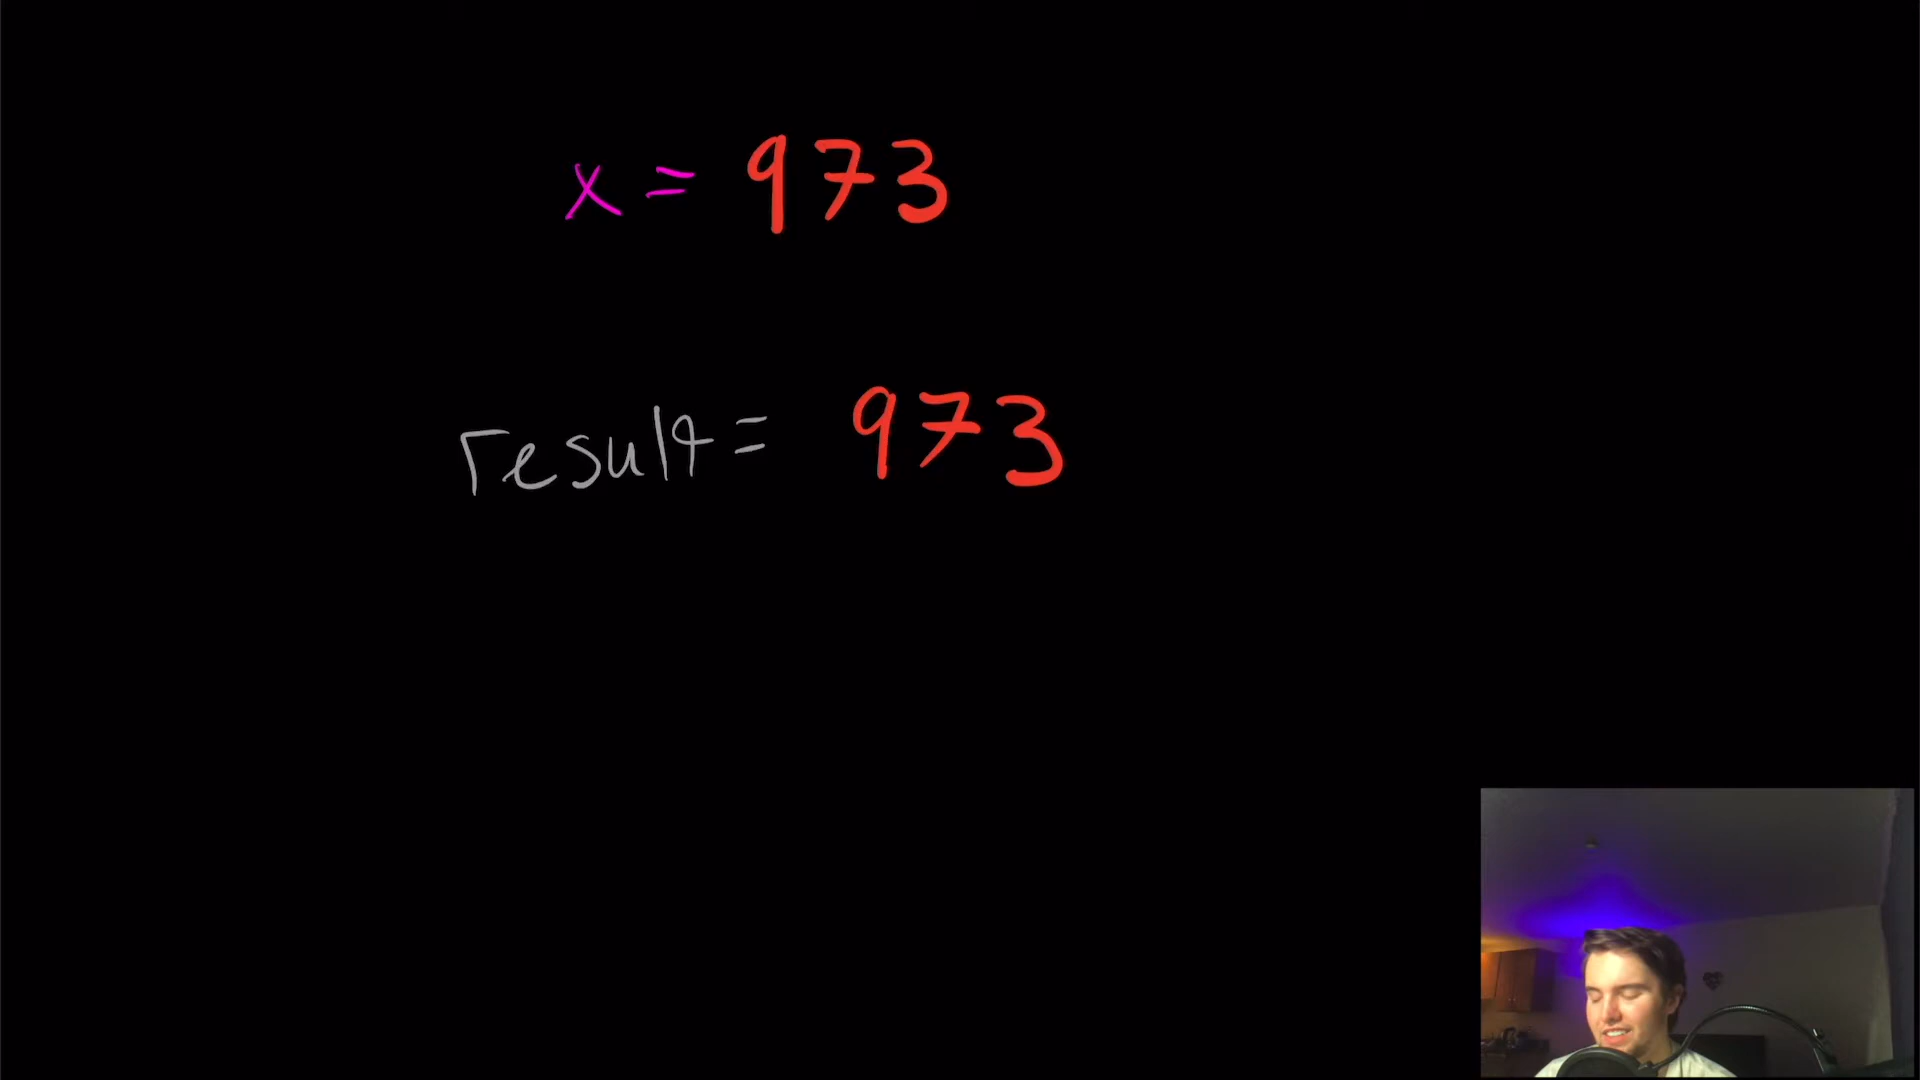 x = 973
result = 973